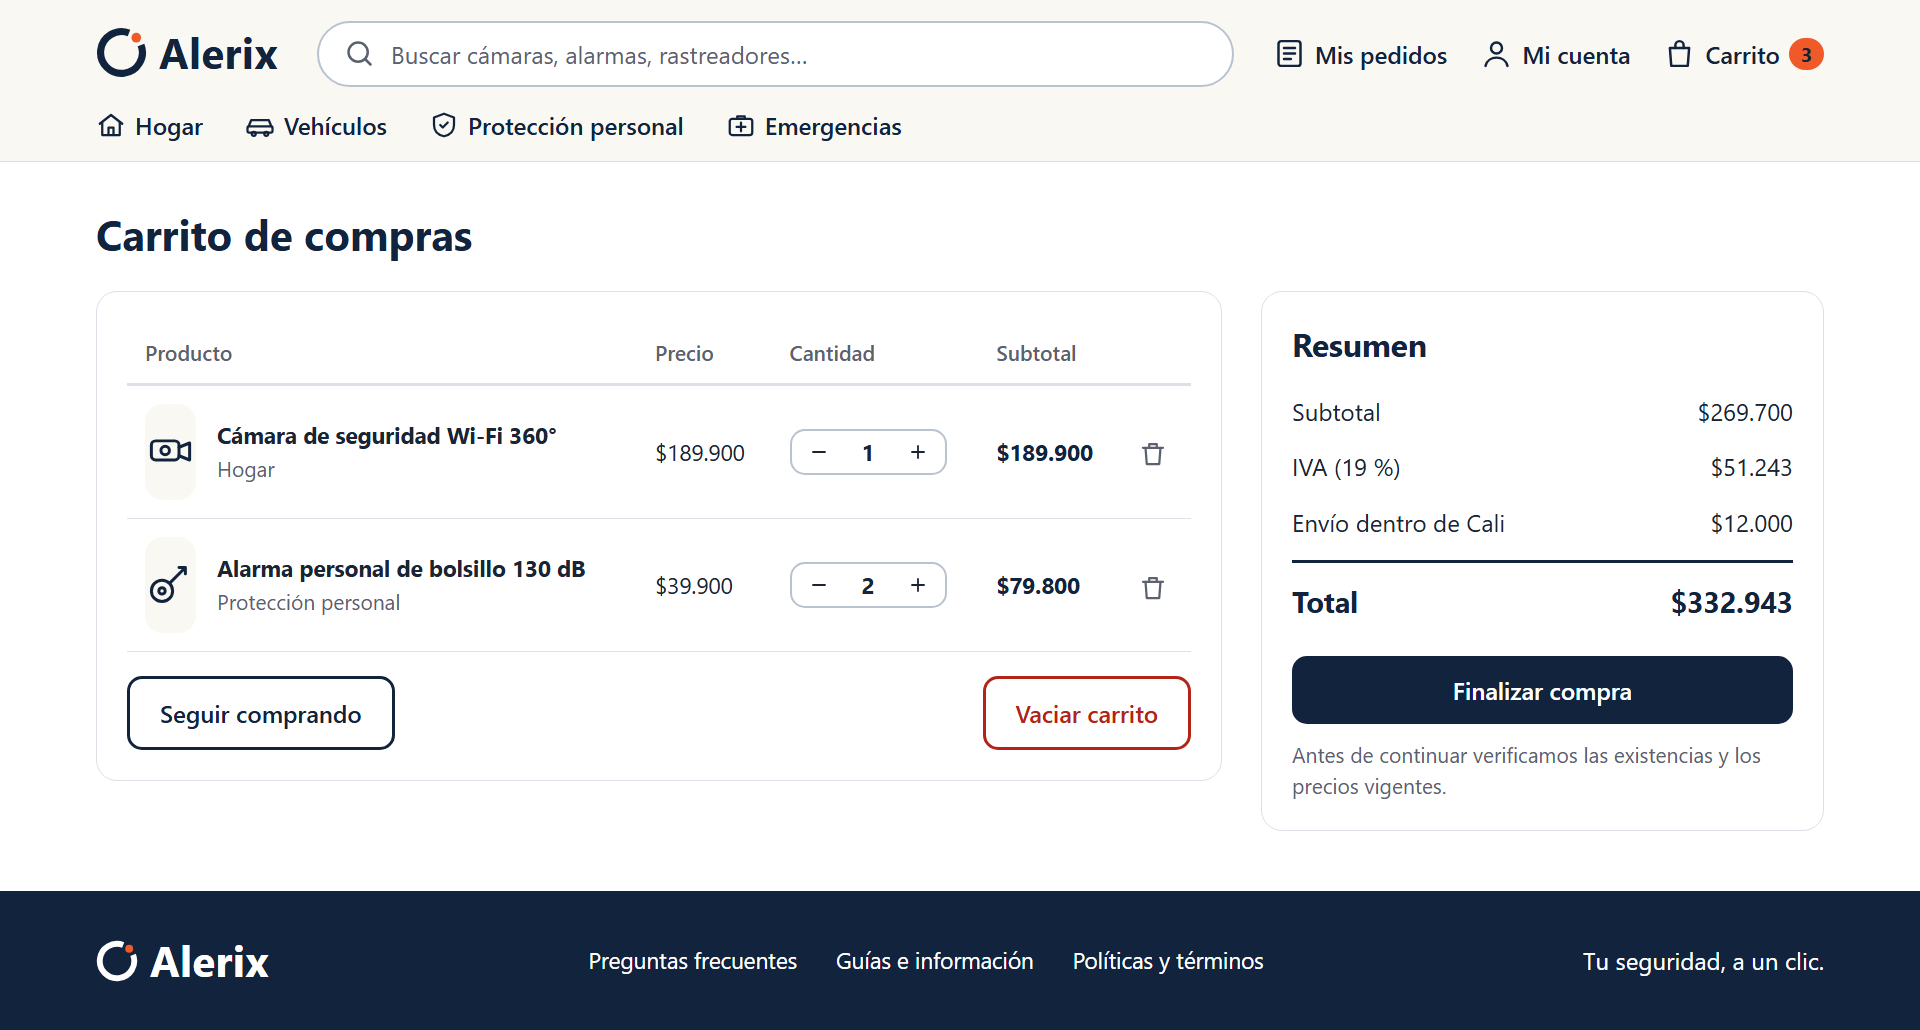 Alerix
Buscar cámaras, alarmas, rastreadores...
Mis pedidos
Mi cuenta
Carrito 3
Hogar
Vehículos
Protección personal
Emergencias
Carrito de compras
Producto Precio Cantidad Subtotal
Cámara de seguridad Wi-Fi 360°
Hogar
$189.900 − 1 + $189.900
Alarma personal de bolsillo 130 dB
Protección personal
$39.900 − 2 + $79.800
Seguir comprando
Vaciar carrito
Resumen
Subtotal $269.700
IVA (19 %) $51.243
Envío dentro de Cali $12.000
Total $332.943
Finalizar compra
Antes de continuar verificamos las existencias y los
precios vigentes.
Alerix
Preguntas frecuentes
Guías e información
Políticas y términos
Tu seguridad, a un clic.